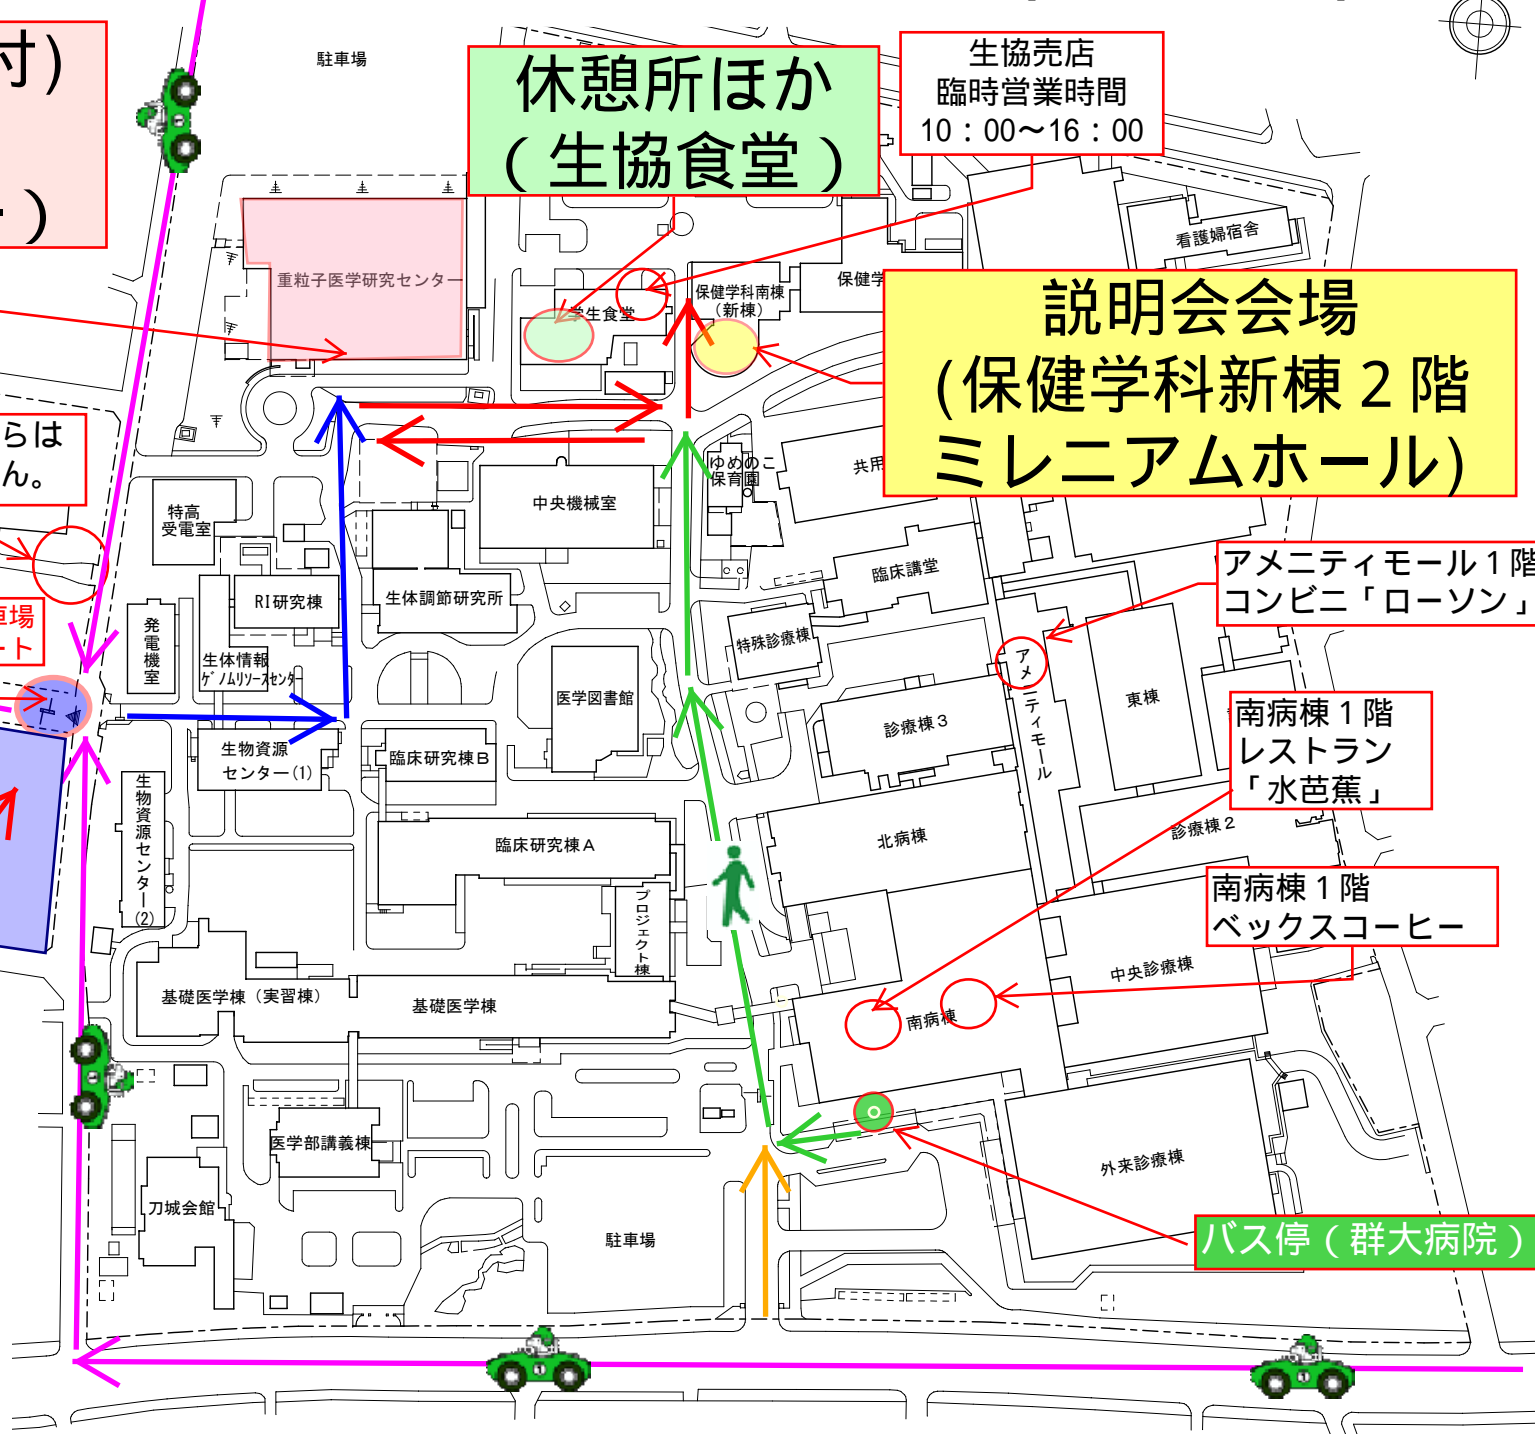 付)
駐車場
休憩所ほか
(生協食堂)
生協売店
臨時営業時間
10：00～16：00
)
看護婦宿舎
重粒子医学研究センター
学生食堂
保健学科南棟
(新棟)
保健学
説明会会場
(保健学科新棟２階
ミレニアムホール)
らは
ん。
特高
受電室
中央機械室
ゆめのこ
保育園
共用
臨床講堂
アメニティモール１階
コンビニ「ローソン」
RI研究棟
生体調節研究所
発電機室
生体情報
ｹﾞﾉﾑﾘｿｰｽｾﾝﾀｰ
特殊診療棟
車場
ート
医学図書館
診療棟３
アメニティモール
東棟
南病棟１階
レストラン
「水芭蕉」
生物資源
センター(1)
臨床研究棟Ｂ
生物資源センター(2)
臨床研究棟Ａ
北病棟
診療棟２
プロジェクト棟
南病棟１階
ベックスコーヒー
基礎医学棟（実習棟）
基礎医学棟
南病棟
中央診療棟
医学部講義棟
外来診療棟
刀城会館
駐車場
バス停（群大病院）